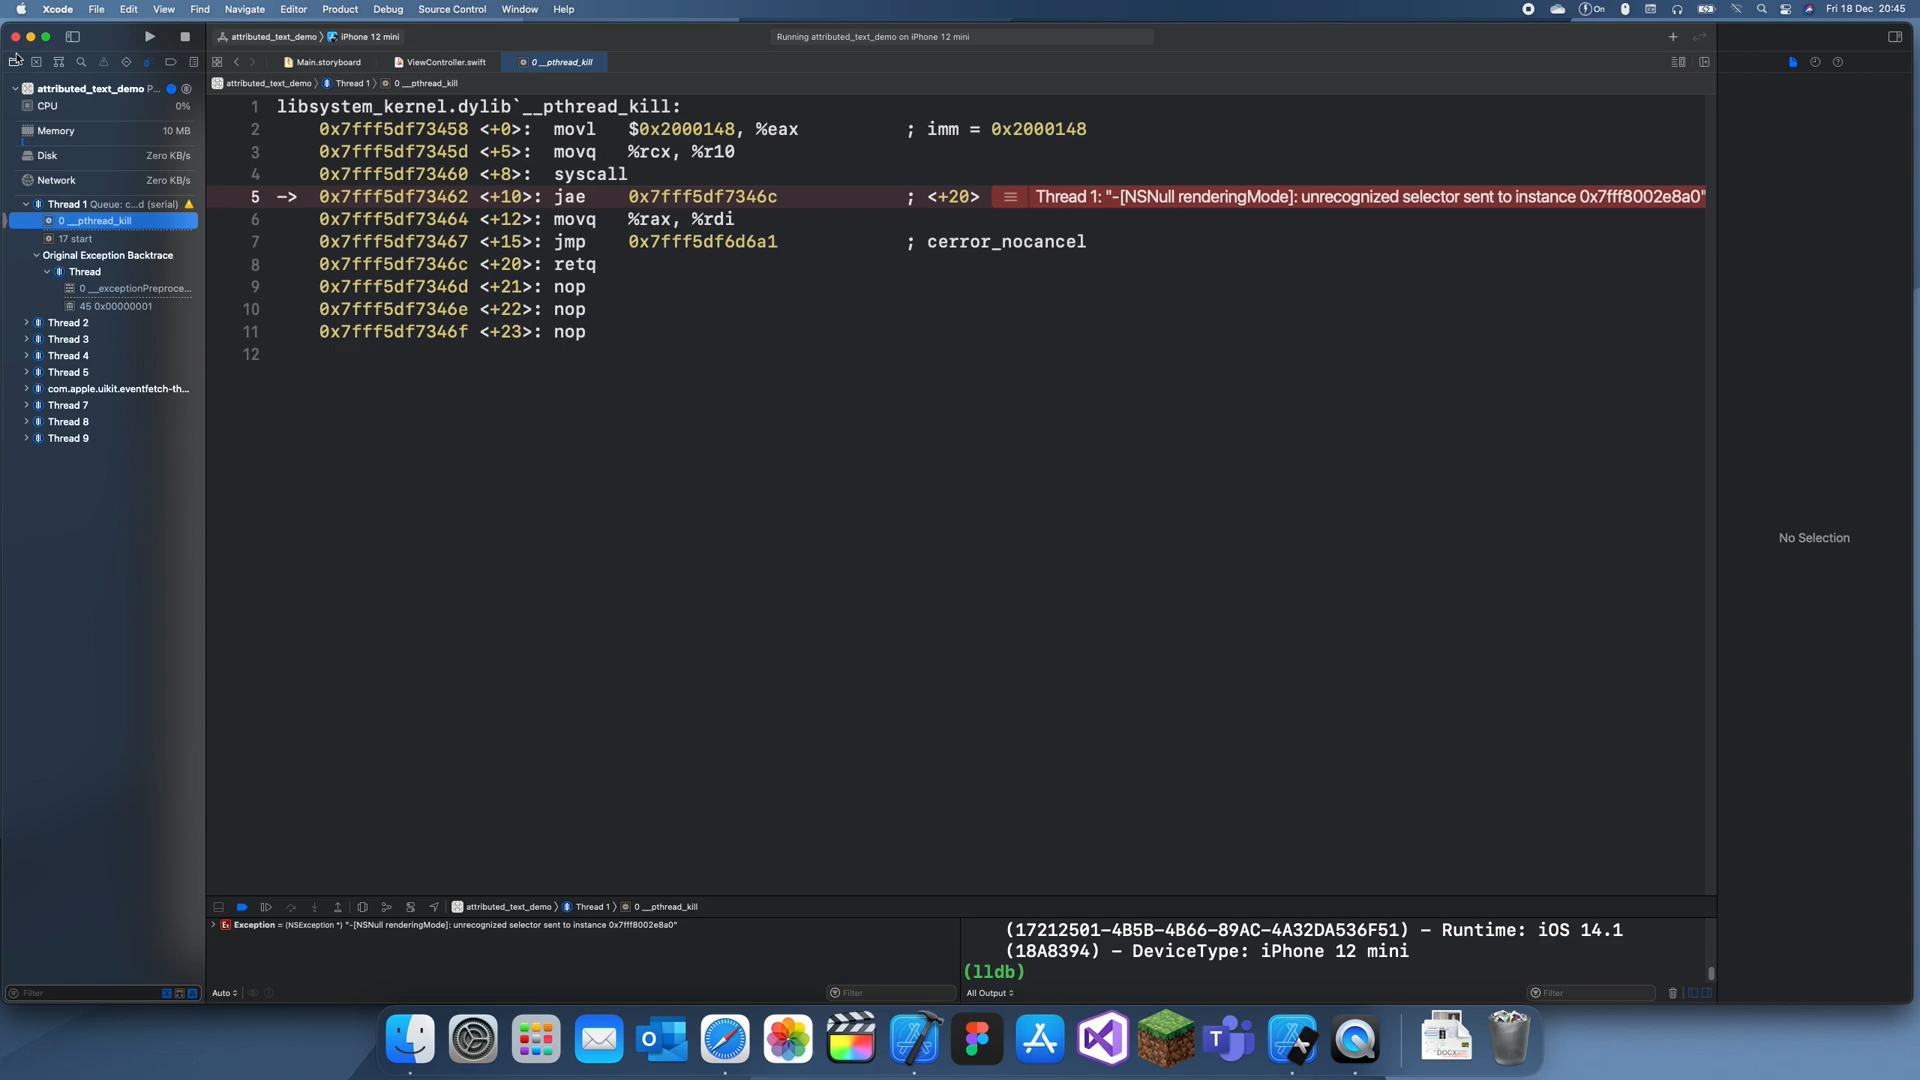 Xcode File Edit View Find Navigate Editor Product Debug Source Control Window Help On Fri 18 Dec 20:45
attributed_text_demo 〉 iPhone 12 mini Running attributed_text_demo on iPhone 12 mini
Main.storyboard ViewController.swift 0 __pthread_kill
attributed_text_demo 〉 Thread 1 〉 0 __pthread_kill
attributed_text_demo P...
CPU 0%
Memory 10 MB
Disk Zero KB/s
Network Zero KB/s
Thread 1 Queue: c...d (serial)
0 __pthread_kill
17 start
Original Exception Backtrace
Thread
0 __exceptionPreproce...
45 0x00000001
Thread 2
Thread 3
Thread 4
Thread 5
com.apple.uikit.eventfetch-th...
Thread 7
Thread 8
Thread 9
1 libsystem_kernel.dylib`__pthread_kill:
2 0x7fff5df73458 <+0>: movl $0x2000148, %eax ; imm = 0x2000148
3 0x7fff5df7345d <+5>: movq %rcx, %r10
4 0x7fff5df73460 <+8>: syscall
5 -> 0x7fff5df73462 <+10>: jae 0x7fff5df7346c ; <+20> Thread 1: "-[NSNull renderingMode]: unrecognized selector sent to instance 0x7fff8002e8a0"
6 0x7fff5df73464 <+12>: movq %rax, %rdi
7 0x7fff5df73467 <+15>: jmp 0x7fff5df6d6a1 ; cerror_nocancel
8 0x7fff5df7346c <+20>: retq
9 0x7fff5df7346d <+21>: nop
10 0x7fff5df7346e <+22>: nop
11 0x7fff5df7346f <+23>: nop
12
No Selection
attributed_text_demo 〉 Thread 1 〉 0 __pthread_kill
Exception = (NSException *) "-[NSNull renderingMode]: unrecognized selector sent to instance 0x7fff8002e8a0"
(17212501-4B5B-4B66-89AC-4A32DA536F51) - Runtime: iOS 14.1
(18A8394) - DeviceType: iPhone 12 mini
(lldb)
Filter Auto Filter All Output Filter
DOCX